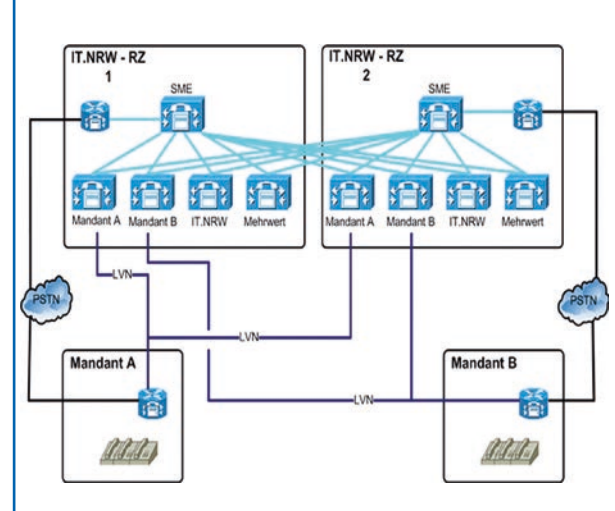 IT.NRW - RZ
1
SME
Mandant A
Mandant B
IT.NRW
Mehrwert
IT.NRW - RZ
2
SME
Mandant A
Mandant B
IT.NRW
Mehrwert
LVN
PSTN
PSTN
LVN
Mandant A
Mandant B
LVN